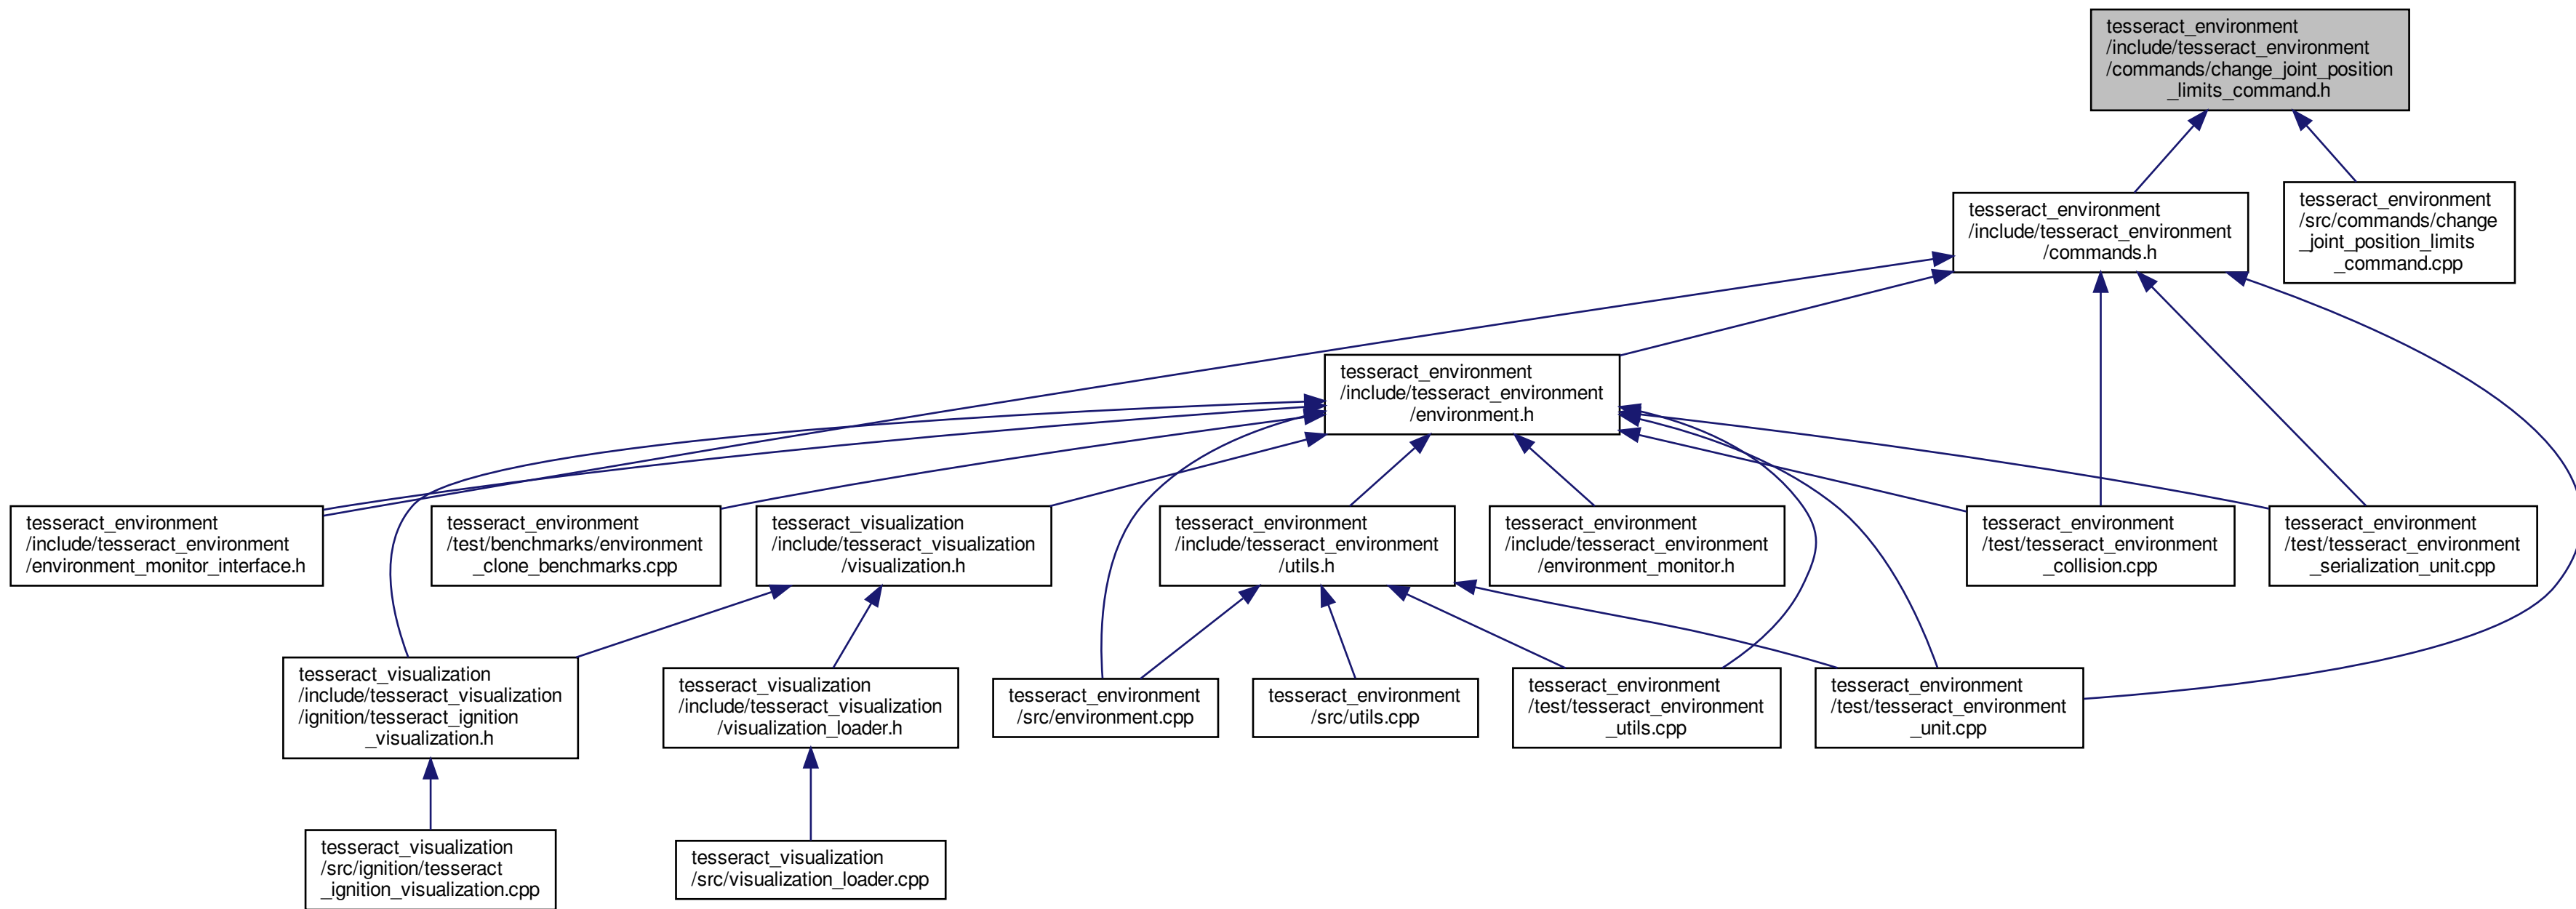 tesseract_environment
/include/tesseract_environment
/commands/change_joint_position
_limits_command.h
tesseract_environment
/include/tesseract_environment
/commands.h
tesseract_environment
/src/commands/change
_joint_position_limits
_command.cpp
tesseract_environment
/include/tesseract_environment
/environment.h
tesseract_environment
/include/tesseract_environment
/environment_monitor_interface.h
tesseract_environment
/test/benchmarks/environment
_clone_benchmarks.cpp
tesseract_visualization
/include/tesseract_visualization
/visualization.h
tesseract_environment
/include/tesseract_environment
/utils.h
tesseract_environment
/include/tesseract_environment
/environment_monitor.h
tesseract_environment
/test/tesseract_environment
_collision.cpp
tesseract_environment
/test/tesseract_environment
_serialization_unit.cpp
tesseract_visualization
/include/tesseract_visualization
/ignition/tesseract_ignition
_visualization.h
tesseract_visualization
/include/tesseract_visualization
/visualization_loader.h
tesseract_environment
/src/environment.cpp
tesseract_environment
/src/utils.cpp
tesseract_environment
/test/tesseract_environment
_utils.cpp
tesseract_environment
/test/tesseract_environment
_unit.cpp
tesseract_visualization
/src/ignition/tesseract
_ignition_visualization.cpp
tesseract_visualization
/src/visualization_loader.cpp